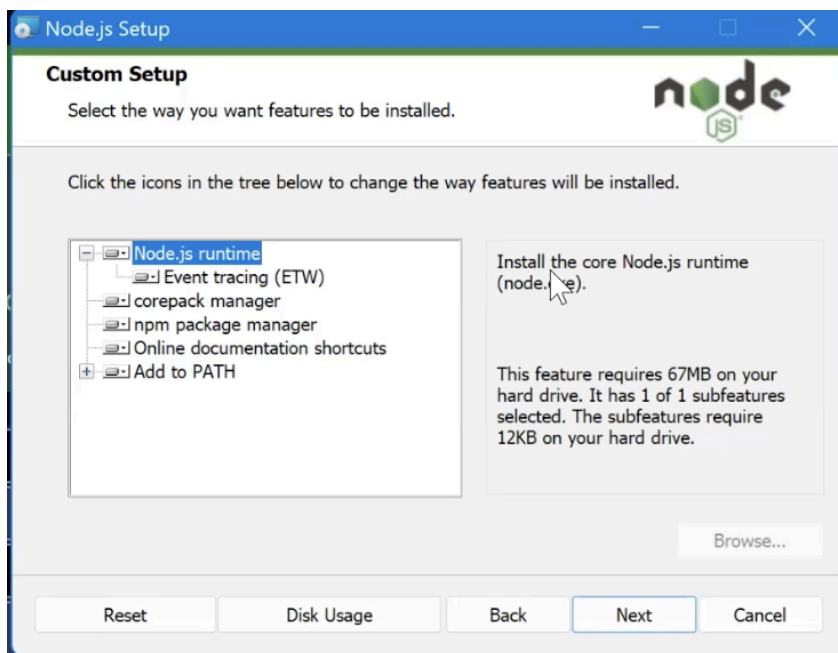 Node.js Setup
Custom Setup
Select the way you want features to be installed.
node
JS
Click the icons in the tree below to change the way features will be installed.
Node.js runtime
Event tracing (ETW)
corepack manager
npm package manager
Online documentation shortcuts
Add to PATH
Install the core Node.js runtime
(node.exe).
This feature requires 67MB on your
hard drive. It has 1 of 1 subfeatures
selected. The subfeatures require
12KB on your hard drive.
Browse...
Reset
Disk Usage
Back
Next
Cancel